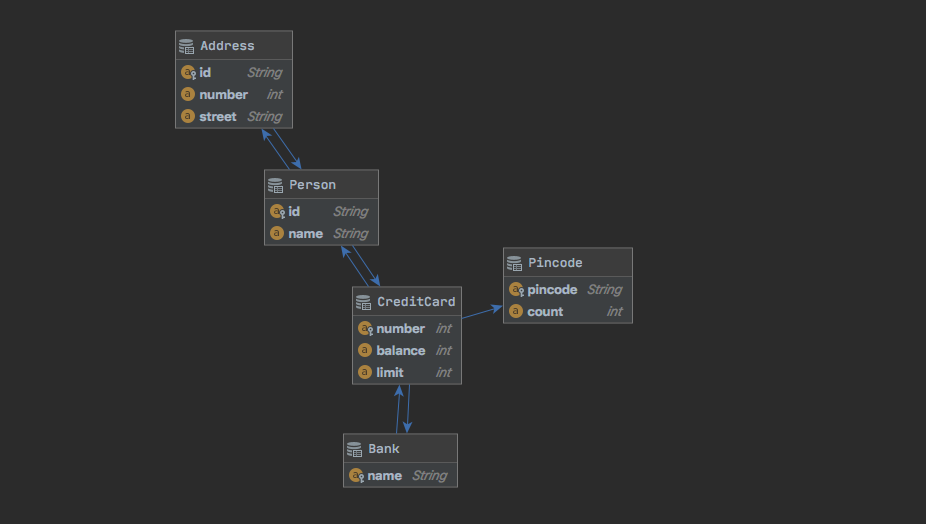 Address
id String
number int
street String
Person
id String
name String
Pincode
pincode String
count int
CreditCard
number int
balance int
limit int
Bank
name String